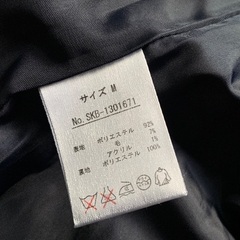 サイズ M
No.SKB-1301671
表地 ポリエステル 92%
毛 7%
アクリル 1%
裏地 ポリエステル 100%